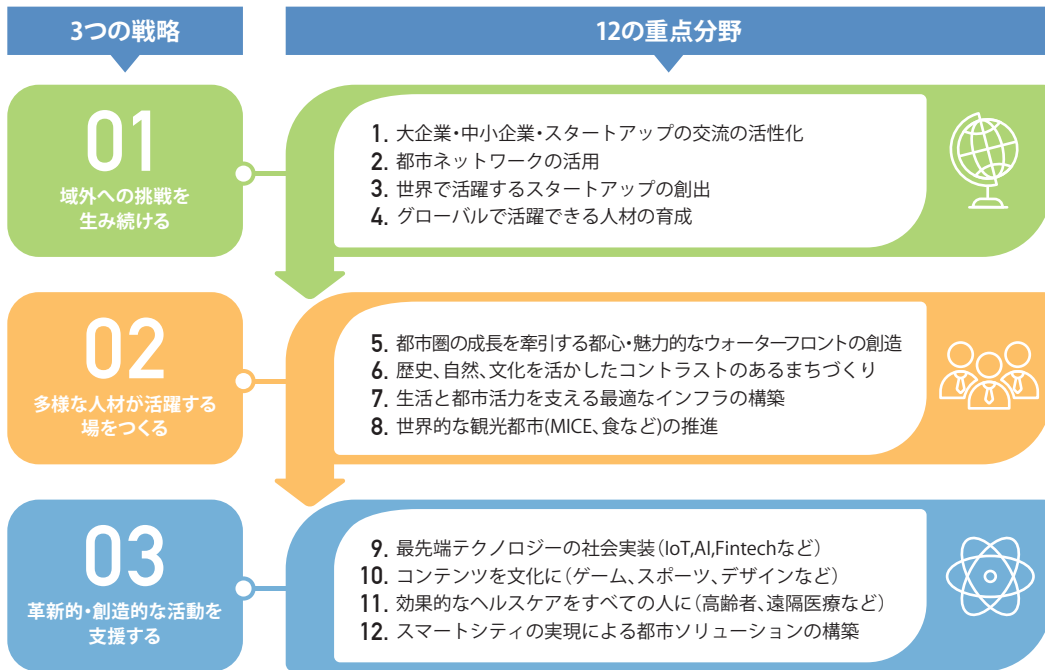 3つの戦略
12の重点分野
01
域外への挑戦を
生み続ける
1. 大企業・中小企業・スタートアップの交流の活性化
2. 都市ネットワークの活用
3. 世界で活躍するスタートアップの創出
4. グローバルで活躍できる人材の育成
02
多様な人材が活躍する
場をつくる
5. 都市圏の成長を牽引する都心・魅力的なウォーターフロントの創造
6. 歴史、自然、文化を活かしたコントラストのあるまちづくり
7. 生活と都市活力を支える最適なインフラの構築
8. 世界的な観光都市(MICE、食など)の推進
03
革新的・創造的な活動を
支援する
9. 最先端テクノロジーの社会実装（IoT,AI,Fintechなど）
10. コンテンツを文化に（ゲーム、スポーツ、デザインなど）
11. 効果的なヘルスケアをすべての人に（高齢者、遠隔医療など）
12. スマートシティの実現による都市ソリューションの構築